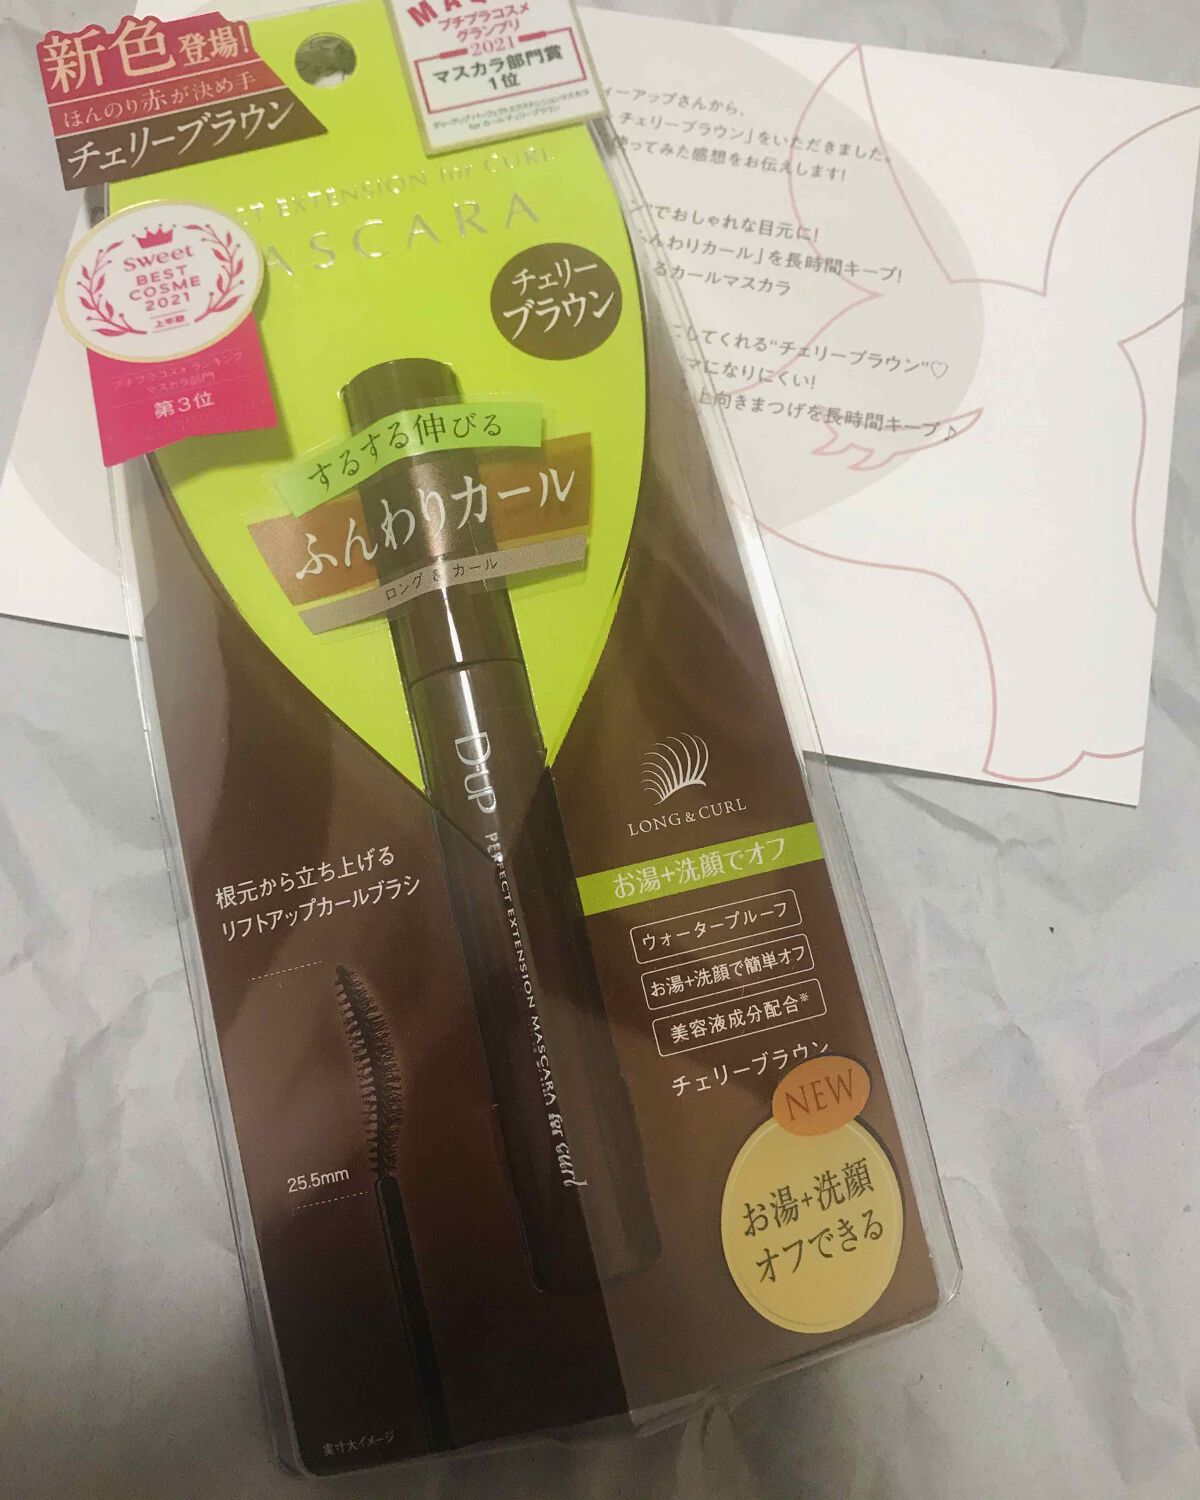 新色登場!
ほんのり赤が決め手
チェリーブラウン
プチプラコスメ
グランプリ
2021
マスカラ部門賞
1位
ディーアップ パーフェクトエクステンションマスカラ
for カール チェリーブラウン
EXTENSION for CURL
ASCARA
チェリー
ブラウン
sweet
BEST
COSME
2021
上半期
プチプラコスメ ランキング
マスカラ部門
第3位
するする伸びる
ふんわりカール
ロング & カール
D-UP
PERFECT EXTENSION MASCARA for curl
LONG & CURL
お湯+洗顔でオフ
ウォータープルーフ
お湯+洗顔で簡単オフ
美容液成分配合※
チェリーブラウン
NEW
お湯+洗顔
オフできる
根元から立ち上げる
リフトアップカールブラシ
25.5mm
実寸大イメージ
ィーアップさんから、
チェリーブラウン」をいただきました。
使ってみた感想をお伝えします!
ン"でおしゃれな目元に!
ふんわりカール」を長時間キープ!
るカールマスカラ
してくれる"チェリーブラウン"♡
マになりにくい!
上向きまつげを長時間キープ♪